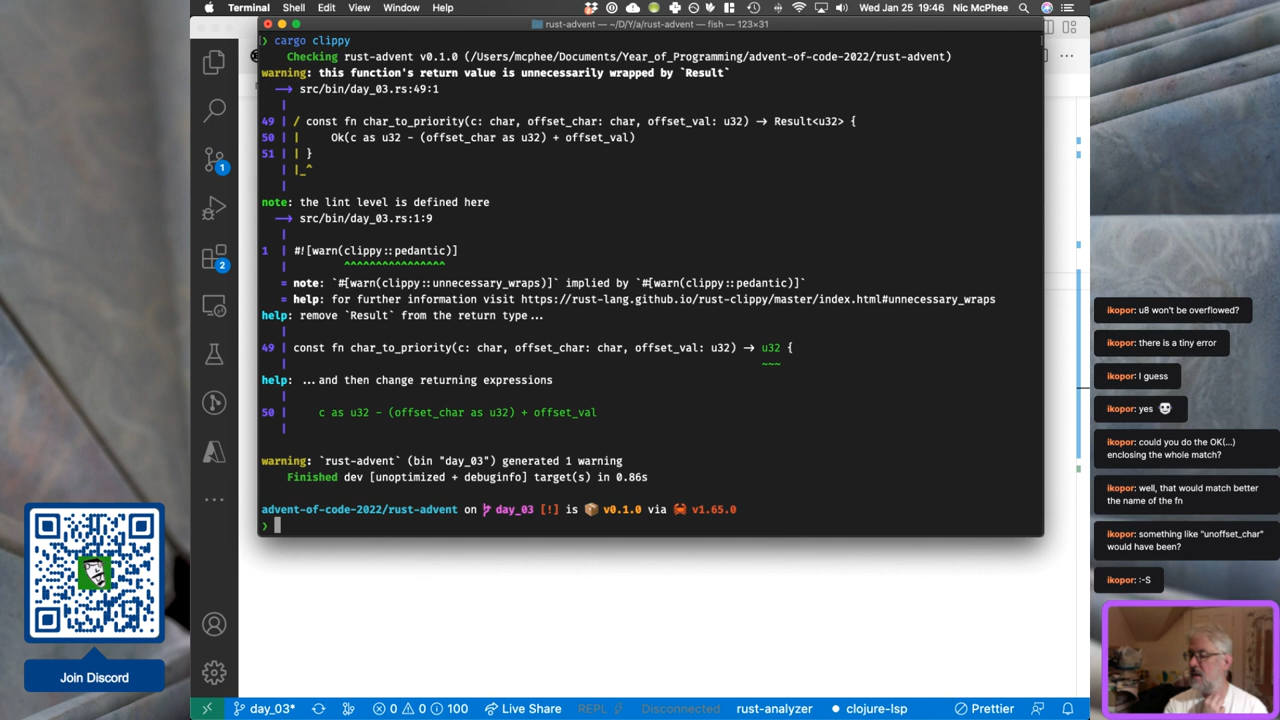 Terminal Shell Edit View Window Help
Wed Jan 25 19:46 Nic McPhee
rust-advent — ~/D/Y/a/rust-advent — fish — 123×31
❯ cargo clippy
Checking rust-advent v0.1.0 (/Users/mcphee/Documents/Year_of_Programming/advent-of-code-2022/rust-advent)
warning: this function's return value is unnecessarily wrapped by `Result`
--> src/bin/day_03.rs:49:1
|
49 | / const fn char_to_priority(c: char, offset_char: char, offset_val: u32) -> Result<u32> {
50 | | Ok(c as u32 - (offset_char as u32) + offset_val)
51 | | }
| |_^
|
note: the lint level is defined here
--> src/bin/day_03.rs:1:9
|
1 | #![warn(clippy::pedantic)]
| ^^^^^^^^^^^^^^^^
= note: `#[warn(clippy::unnecessary_wraps)]` implied by `#[warn(clippy::pedantic)]`
= help: for further information visit https://rust-lang.github.io/rust-clippy/master/index.html#unnecessary_wraps
help: remove `Result` from the return type...
|
49 | const fn char_to_priority(c: char, offset_char: char, offset_val: u32) -> u32 {
| ~~~
help: ...and then change returning expressions
|
50 | c as u32 - (offset_char as u32) + offset_val
|
warning: `rust-advent` (bin "day_03") generated 1 warning
Finished dev [unoptimized + debuginfo] target(s) in 0.86s
advent-of-code-2022/rust-advent on day_03 [!] is 📦 v0.1.0 via 🦀 v1.65.0
❯
1
2
ikopor: u8 won't be overflowed?
ikopor: there is a tiny error
ikopor: I guess
ikopor: yes 💀
ikopor: could you do the OK(...)
enclosing the whole match?
ikopor: well, that would match better
the name of the fn
ikopor: something like "unoffset_char"
would have been?
ikopor: :-S
Join Discord
day_03* 0 0 100 Live Share REPL Disconnected rust-analyzer clojure-lsp Prettier